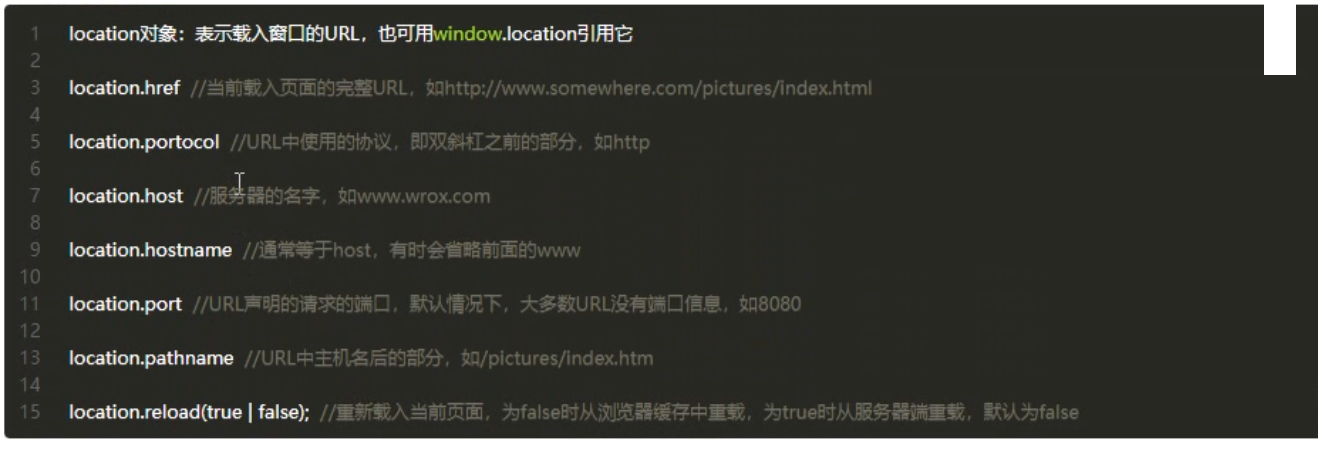 1 location对象：表示载入窗口的URL，也可用window.location引用它
2
3 location.href //当前载入页面的完整URL，如http://www.somewhere.com/pictures/index.html
4
5 location.portocol //URL中使用的协议，即双斜杠之前的部分，如http
6
7 location.host //服务器的名字，如www.wrox.com
8
9 location.hostname //通常等于host，有时会省略前面的www
10
11 location.port //URL声明的请求的端口，默认情况下，大多数URL没有端口信息，如8080
12
13 location.pathname //URL中主机名后的部分，如/pictures/index.htm
14
15 location.reload(true | false); //重新载入当前页面，为false时从浏览器缓存中重载，为true时从服务器端重载，默认为false